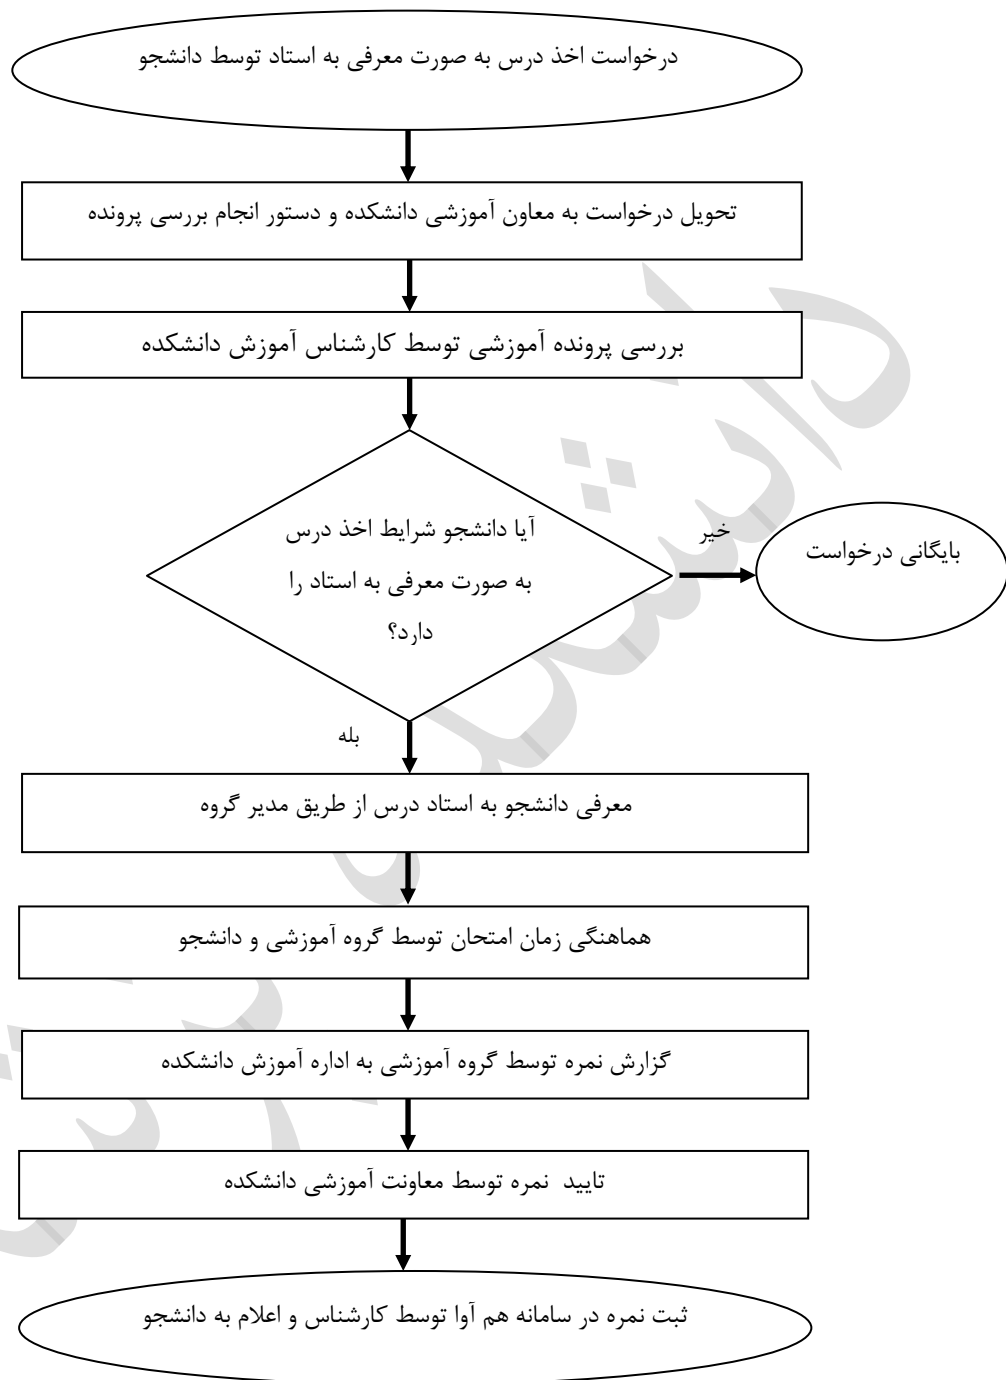 درخواست اخذ درس به صورت معرفی به استاد توسط دانشجو
تحویل درخواست به معاون آموزشی دانشکده و دستور انجام بررسی پرونده
بررسی پرونده آموزشی توسط کارشناس آموزش دانشکده
آیا دانشجو شرایط اخذ درس
به صورت معرفی به استاد را
دارد؟
خیر
بایگانی درخواست
بله
معرفی دانشجو به استاد درس از طریق مدیر گروه
هماهنگی زمان امتحان توسط گروه آموزشی و دانشجو
گزارش نمره توسط گروه آموزشی به اداره آموزش دانشکده
تایید نمره توسط معاونت آموزشی دانشکده
ثبت نمره در سامانه هم آوا توسط کارشناس و اعلام به دانشجو